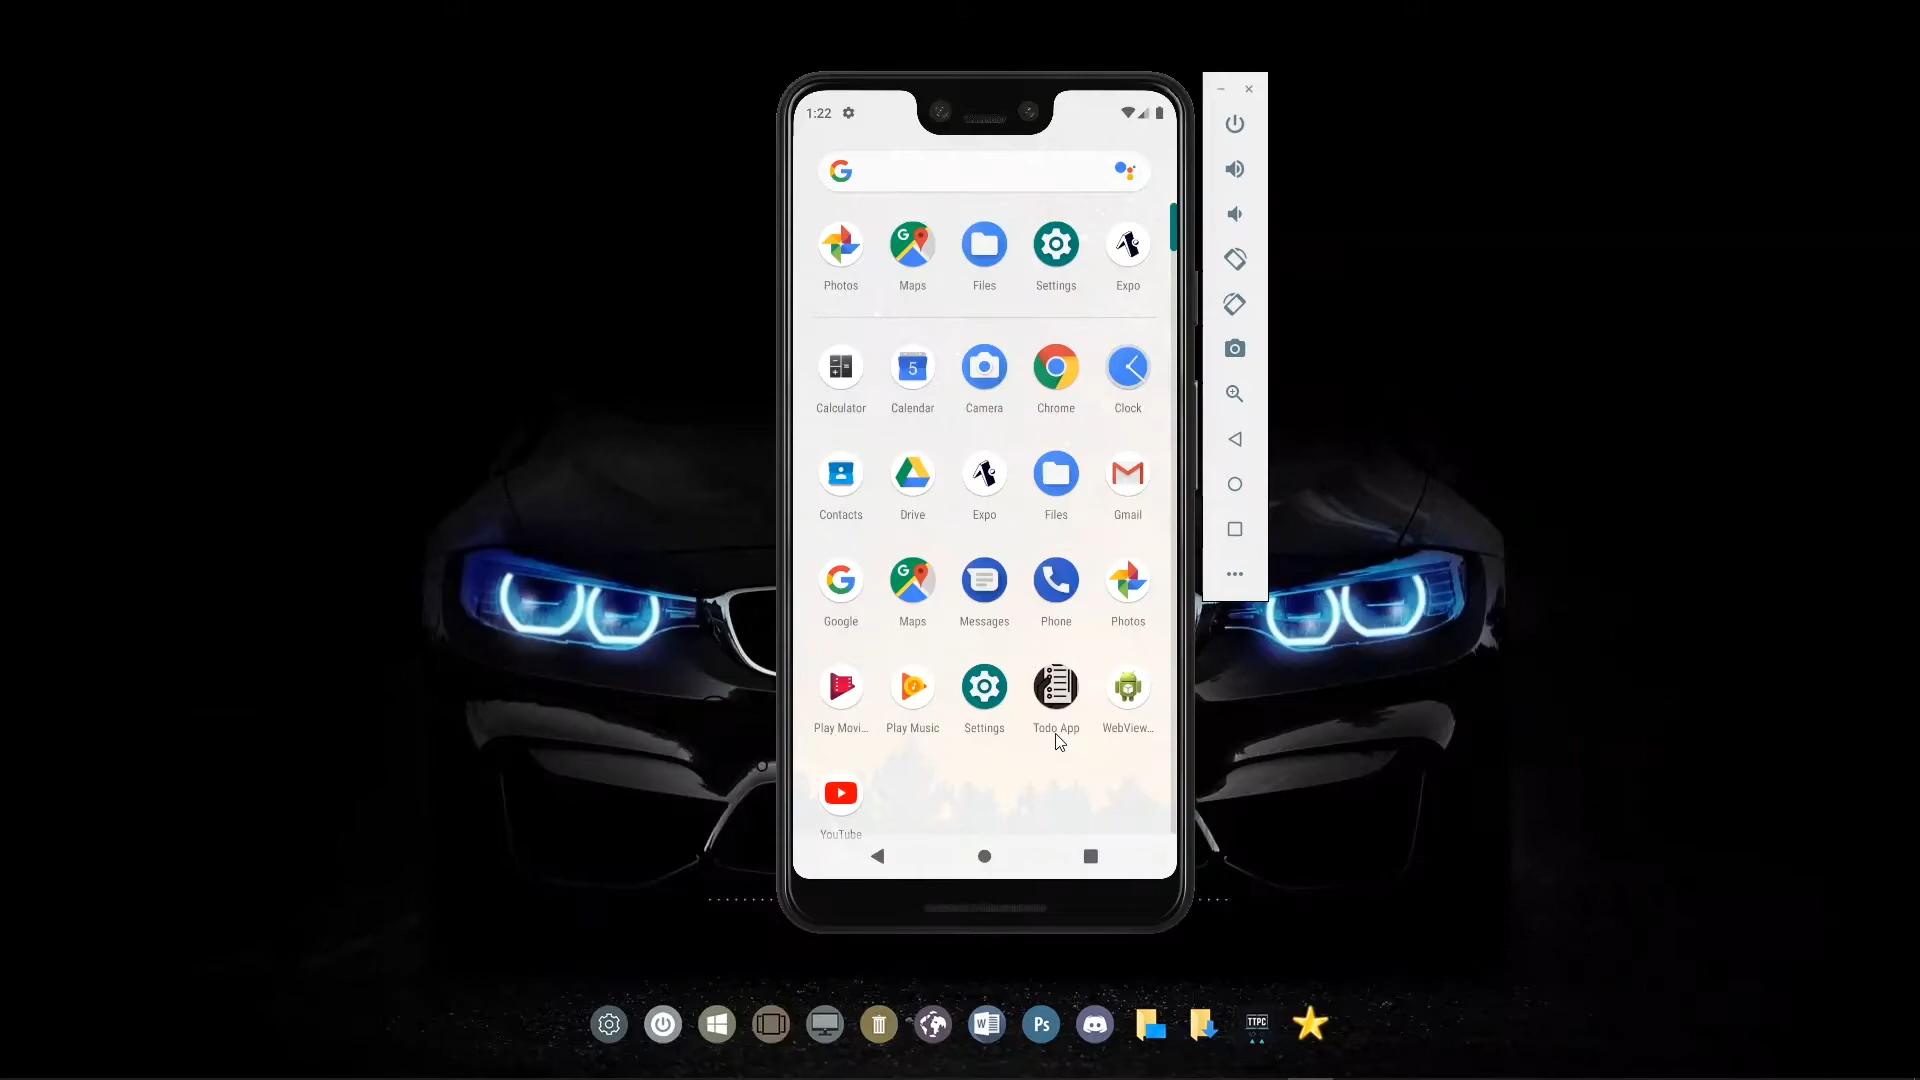 1:22
Photos Maps Files Settings Expo
Calculator Calendar Camera Chrome Clock
5
Contacts Drive Expo Files Gmail
Google Maps Messages Phone Photos
Play Movi... Play Music Settings Todo App WebView...
YouTube
Ps
TTPC